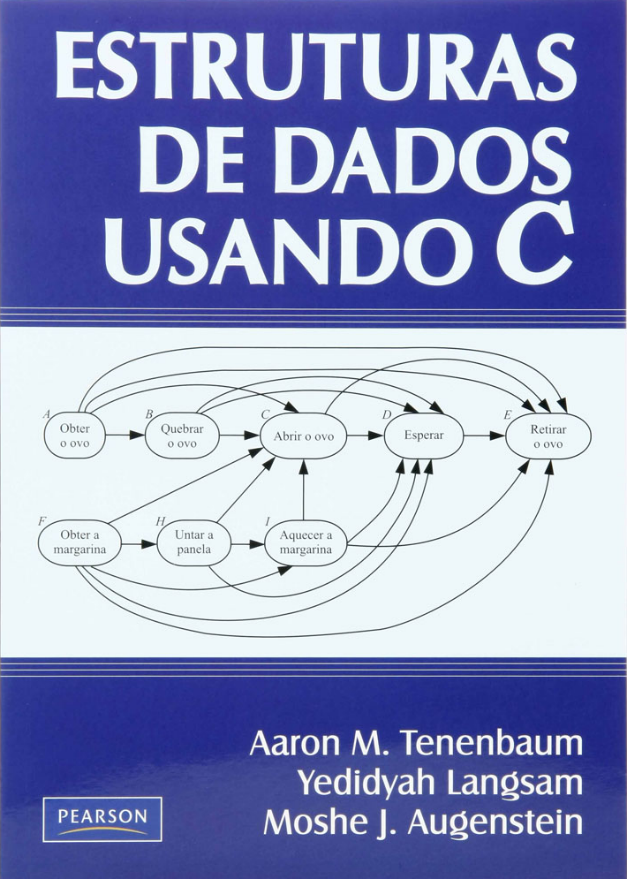 ESTRUTURAS
DE DADOS
USANDO C
A
Obter
o ovo
B
Quebrar
o ovo
C
Abrir o ovo
D
Esperar
E
Retirar
o ovo
F
Obter a
margarina
H
Untar a
panela
I
Aquecer a
margarina
Aaron M. Tenenbaum
Yedidyah Langsam
Moshe J. Augenstein
PEARSON